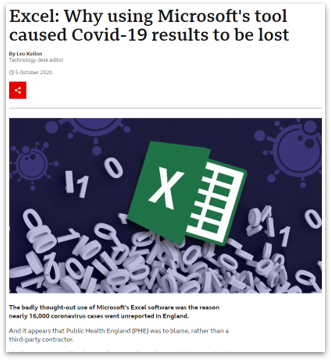 Excel: Why using Microsoft's tool
caused Covid-19 results to be lost
By Leo Kelion
Technology desk editor
5 October 2020
X
The badly thought-out use of Microsoft's Excel software was the reason
nearly 16,000 coronavirus cases went unreported in England.
And it appears that Public Health England (PHE) was to blame, rather than a
third-party contractor.